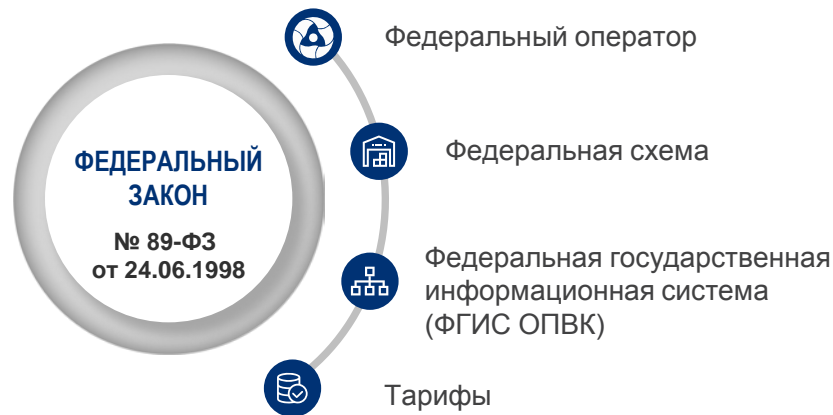 ФЕДЕРАЛЬНЫЙ
ЗАКОН
№ 89-ФЗ
от 24.06.1998
Федеральный оператор
Федеральная схема
Федеральная государственная
информационная система
(ФГИС ОПВК)
Тарифы